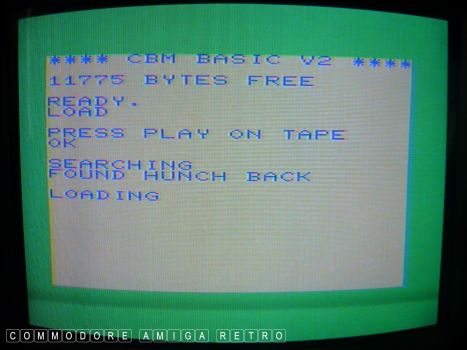 **** CBM BASIC V2 ****
11775 BYTES FREE
READY.
LOAD
PRESS PLAY ON TAPE
OK
SEARCHING
FOUND HUNCH BACK
LOADING
COMMODORE AMIGA RETRO